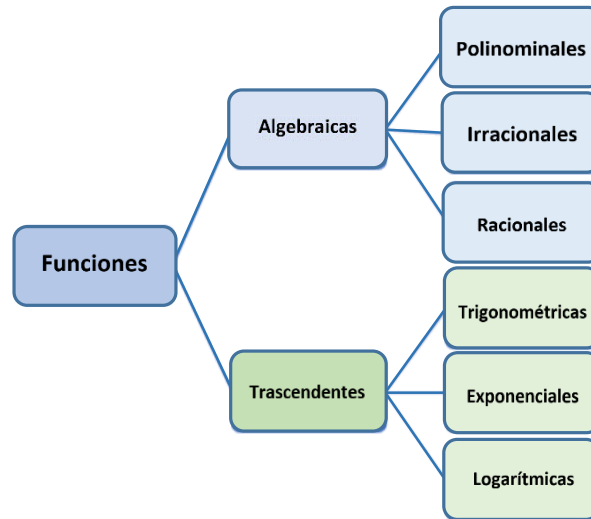 Funciones
Algebraicas
Polinominales
Irracionales
Racionales
Trascendentes
Trigonométricas
Exponenciales
Logarítmicas